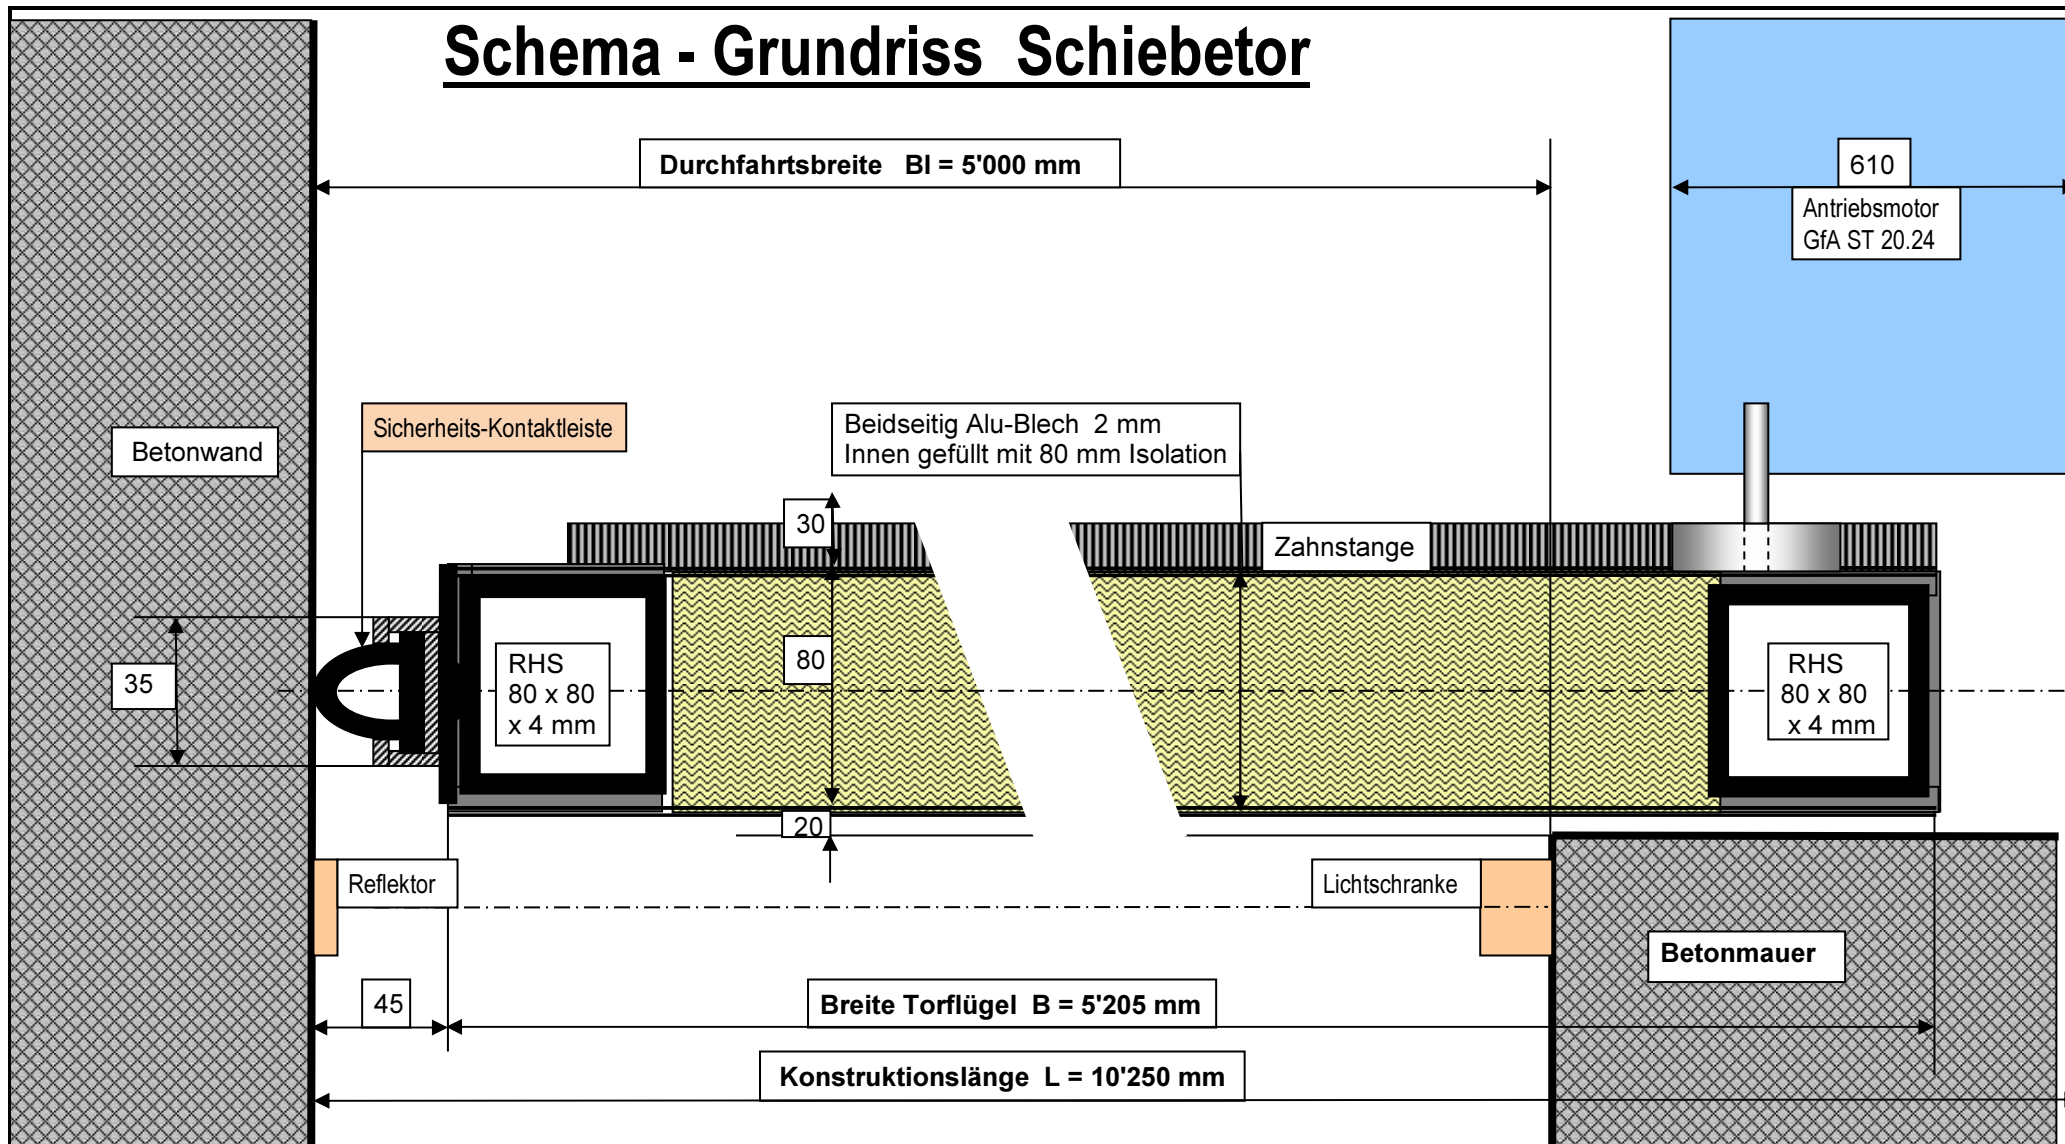 Schema - Grundriss Schiebetor
Durchfahrtsbreite BI = 5'000 mm
610
Antriebsmotor
GfA ST 20.24
Sicherheits-Kontaktleiste
Beidseitig Alu-Blech 2 mm
Innen gefüllt mit 80 mm Isolation
Betonwand
30
Zahnstange
35
RHS
80 x 80
x 4 mm
80
RHS
80 x 80
x 4 mm
20
Reflektor
Lichtschranke
Betonmauer
45
Breite Torflügel B = 5'205 mm
Konstruktionslänge L = 10'250 mm